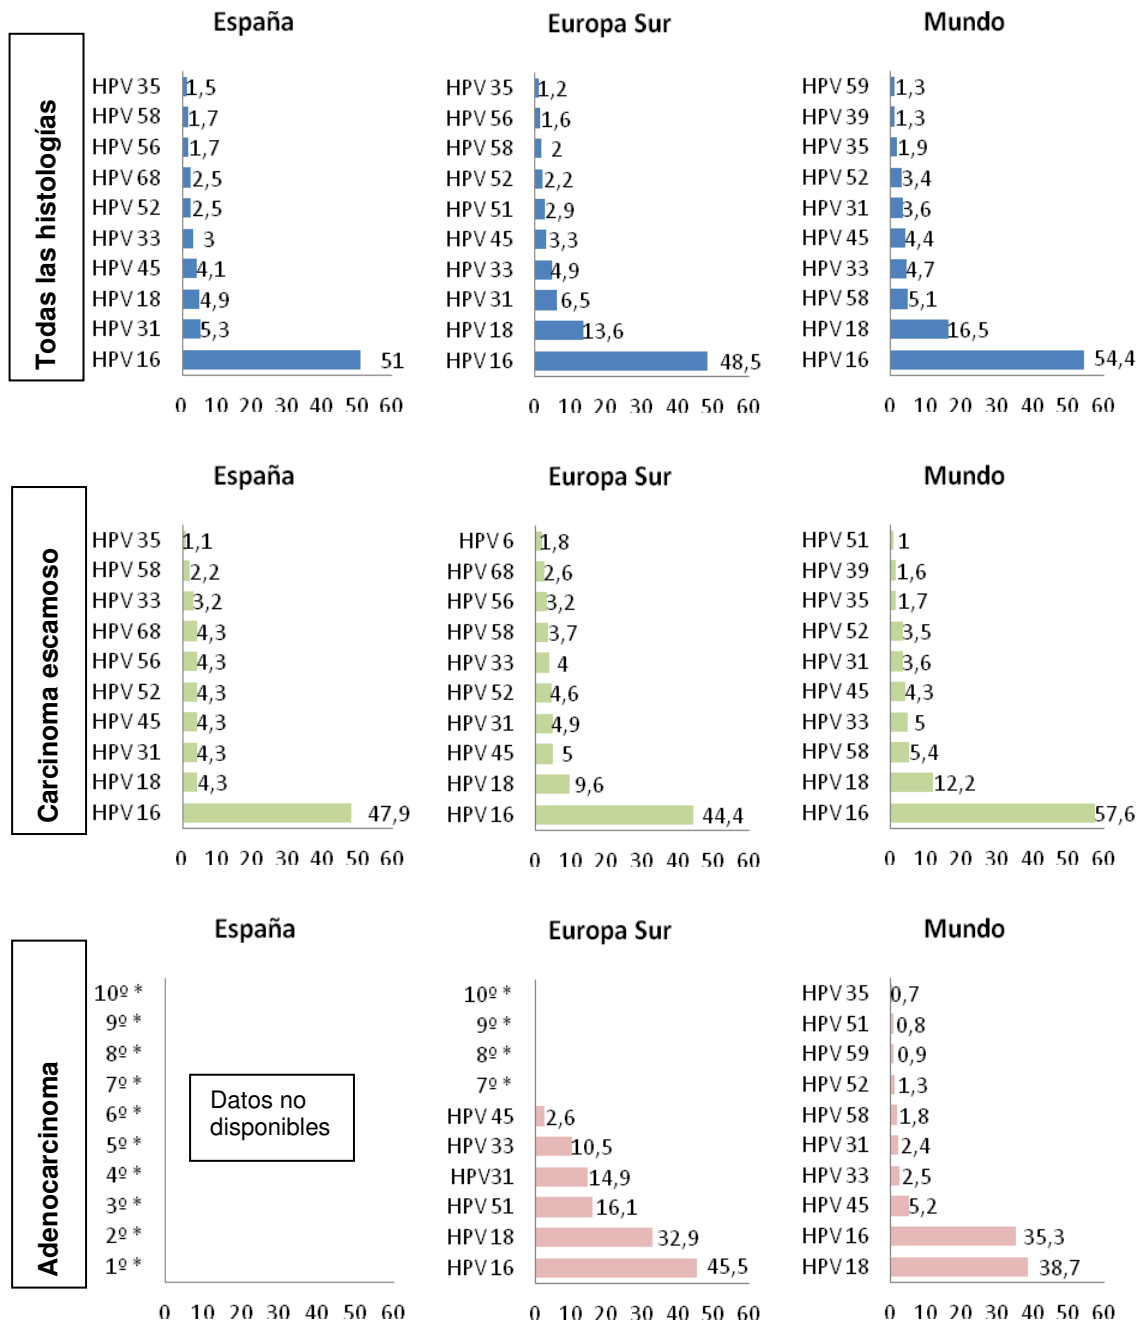 Todas las histologías
España
HPV 35 1,5
HPV 58 1,7
HPV 56 1,7
HPV 68 2,5
HPV 52 2,5
HPV 33 3
HPV 45 4,1
HPV 18 4,9
HPV 31 5,3
HPV 16 51
0 10 20 30 40 50 60
Europa Sur
HPV 35 1,2
HPV 56 1,6
HPV 58 2
HPV 52 2,2
HPV 51 2,9
HPV 45 3,3
HPV 33 4,9
HPV 31 6,5
HPV 18 13,6
HPV 16 48,5
0 10 20 30 40 50 60
Mundo
HPV 59 1,3
HPV 39 1,3
HPV 35 1,9
HPV 52 3,4
HPV 31 3,6
HPV 45 4,4
HPV 33 4,7
HPV 58 5,1
HPV 18 16,5
HPV 16 54,4
0 10 20 30 40 50 60
Carcinoma escamoso
España
HPV 35 1,1
HPV 58 2,2
HPV 33 3,2
HPV 68 4,3
HPV 56 4,3
HPV 52 4,3
HPV 45 4,3
HPV 31 4,3
HPV 18 4,3
HPV 16 47,9
0 10 20 30 40 50 60
Europa Sur
HPV 6 1,8
HPV 68 2,6
HPV 56 3,2
HPV 58 3,7
HPV 33 4
HPV 52 4,6
HPV 31 4,9
HPV 45 5
HPV 18 9,6
HPV 16 44,4
0 10 20 30 40 50 60
Mundo
HPV 51 1
HPV 39 1,6
HPV 35 1,7
HPV 52 3,5
HPV 31 3,6
HPV 45 4,3
HPV 33 5
HPV 58 5,4
HPV 18 12,2
HPV 16 57,6
0 10 20 30 40 50 60
Adenocarcinoma
España
10º *
9º *
8º *
7º *
6º *
5º *
4º *
3º *
2º *
1º *
Datos no
disponibles
0 10 20 30 40 50 60
Europa Sur
10º *
9º *
8º *
7º *
HPV 45 2,6
HPV 33 10,5
HPV31 14,9
HPV 51 16,1
HPV 18 32,9
HPV 16 45,5
0 10 20 30 40 50 60
Mundo
HPV 35 0,7
HPV 51 0,8
HPV 59 0,9
HPV 52 1,3
HPV 58 1,8
HPV 31 2,4
HPV 33 2,5
HPV 45 5,2
HPV 16 35,3
HPV 18 38,7
0 10 20 30 40 50 60